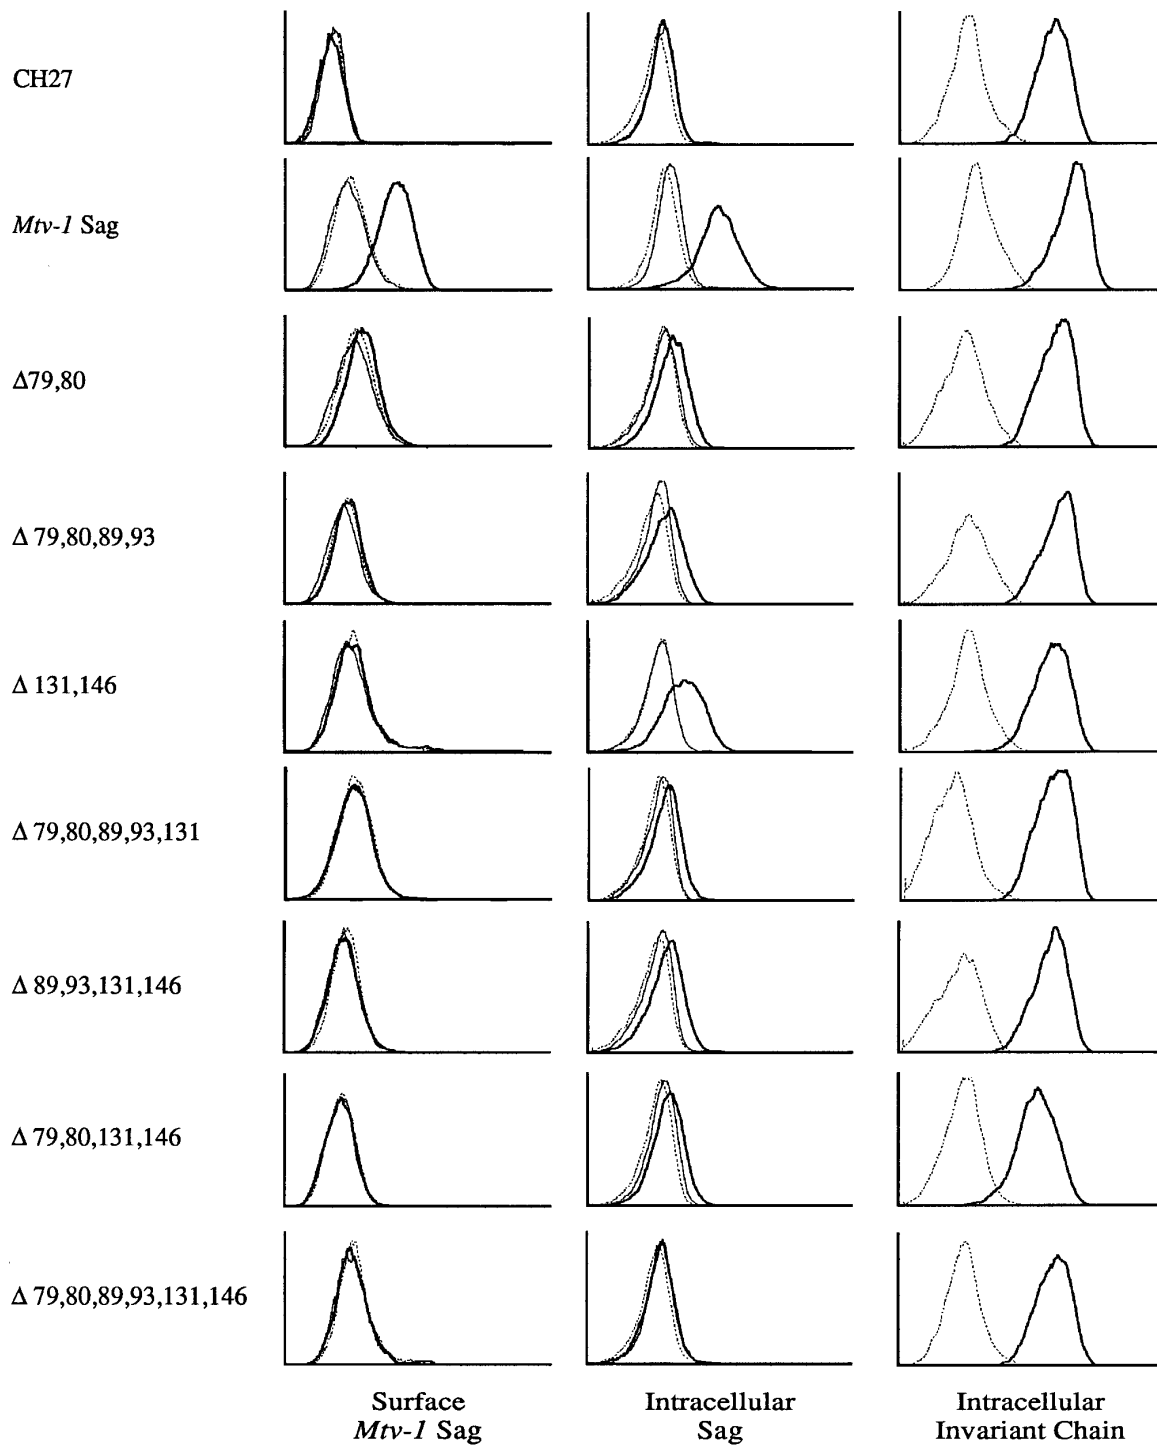 CH27
Mtv-1 Sag
Δ79,80
Δ 79,80,89,93
Δ 131,146
Δ 79,80,89,93,131
Δ 89,93,131,146
Δ 79,80,131,146
Δ 79,80,89,93,131,146
Surface
Mtv-1 Sag
Intracellular
Sag
Intracellular
Invariant Chain